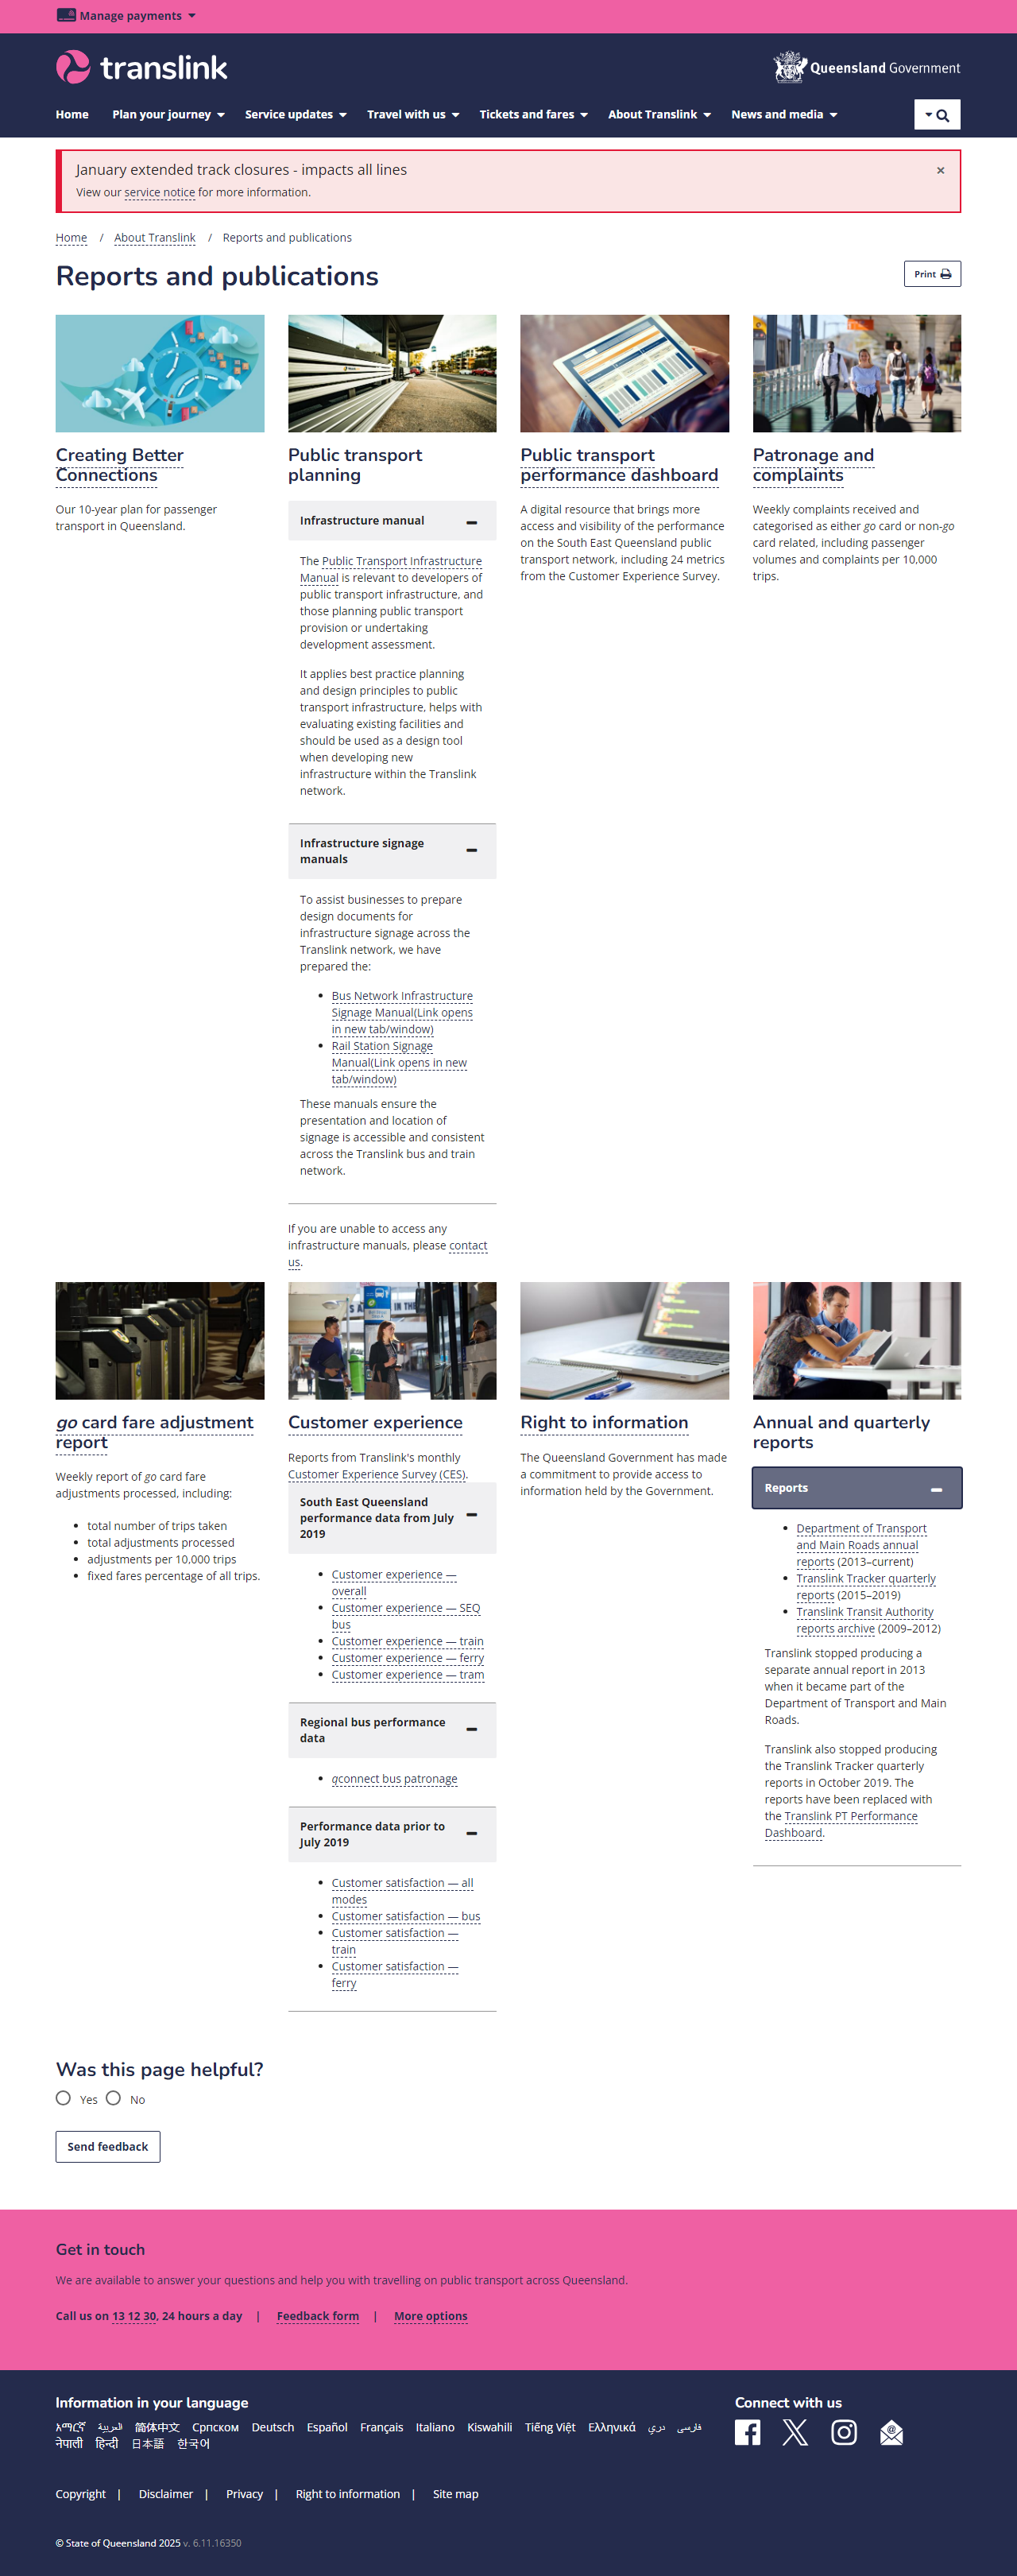 Manage payments
translink
Queensland Government
Home
Plan your journey
Service updates
Travel with us
Tickets and fares
About Translink
News and media
January extended track closures - impacts all lines
×
View our service notice for more information.
Home / About Translink / Reports and publications
Reports and publications
Print
Creating Better
Connections
Our 10-year plan for passenger
transport in Queensland.
Public transport
planning
Infrastructure manual
The Public Transport Infrastructure
Manual is relevant to developers of
public transport infrastructure, and
those planning public transport
provision or undertaking
development assessment.
It applies best practice planning
and design principles to public
transport infrastructure, helps with
evaluating existing facilities and
should be used as a design tool
when developing new
infrastructure within the Translink
network.
Infrastructure signage
manuals
To assist businesses to prepare
design documents for
infrastructure signage across the
Translink network, we have
prepared the:
• Bus Network Infrastructure
Signage Manual(Link opens
in new tab/window)
• Rail Station Signage
Manual(Link opens in new
tab/window)
These manuals ensure the
presentation and location of
signage is accessible and consistent
across the Translink bus and train
network.
If you are unable to access any
infrastructure manuals, please contact
us.
Public transport
performance dashboard
A digital resource that brings more
access and visibility of the performance
on the South East Queensland public
transport network, including 24 metrics
from the Customer Experience Survey.
Patronage and
complaints
Weekly complaints received and
categorised as either go card or non-go
card related, including passenger
volumes and complaints per 10,000
trips.
go card fare adjustment
report
Weekly report of go card fare
adjustments processed, including:
• total number of trips taken
• total adjustments processed
• adjustments per 10,000 trips
• fixed fares percentage of all trips.
Customer experience
Reports from Translink's monthly
Customer Experience Survey (CES).
South East Queensland
performance data from July
2019
• Customer experience —
overall
• Customer experience — SEQ
bus
• Customer experience — train
• Customer experience — ferry
• Customer experience — tram
Regional bus performance
data
• qconnect bus patronage
Performance data prior to
July 2019
• Customer satisfaction — all
modes
• Customer satisfaction — bus
• Customer satisfaction —
train
• Customer satisfaction —
ferry
Right to information
The Queensland Government has made
a commitment to provide access to
information held by the Government.
Annual and quarterly
reports
Reports
• Department of Transport
and Main Roads annual
reports (2013–current)
• Translink Tracker quarterly
reports (2015–2019)
• Translink Transit Authority
reports archive (2009–2012)
Translink stopped producing a
separate annual report in 2013
when it became part of the
Department of Transport and Main
Roads.
Translink also stopped producing
the Translink Tracker quarterly
reports in October 2019. The
reports have been replaced with
the Translink PT Performance
Dashboard.
Was this page helpful?
Yes No
Send feedback
Get in touch
We are available to answer your questions and help you with travelling on public transport across Queensland.
Call us on 13 12 30, 24 hours a day | Feedback form | More options
Information in your language
አማርኛ العربية 简体中文 Српском Deutsch Español Français Italiano Kiswahili Tiếng Việt Ελληνικά دري فارسی
नेपाली हिन्दी 日本語 한국어
Connect with us
Copyright | Disclaimer | Privacy | Right to information | Site map
© State of Queensland 2025 v. 6.11.16350